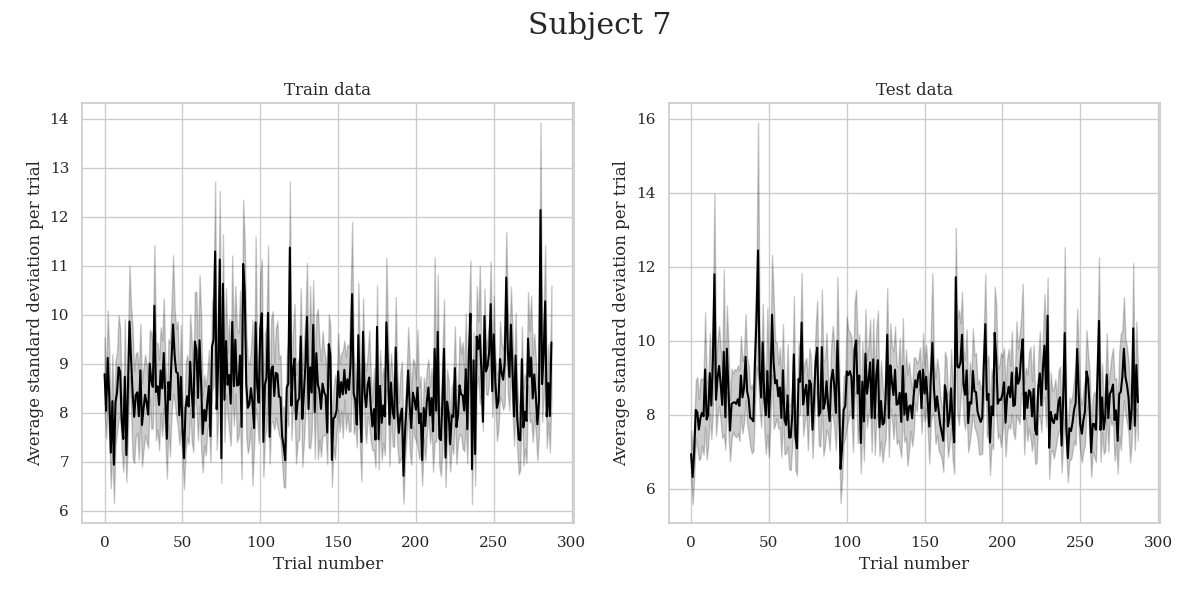 Subject 7
Train data
Average standard deviation per trial
14
13
12
11
10
9
8
7
6
0 50 100 150 200 250 300
Trial number
Test data
Average standard deviation per trial
16
14
12
10
8
6
0 50 100 150 200 250 300
Trial number